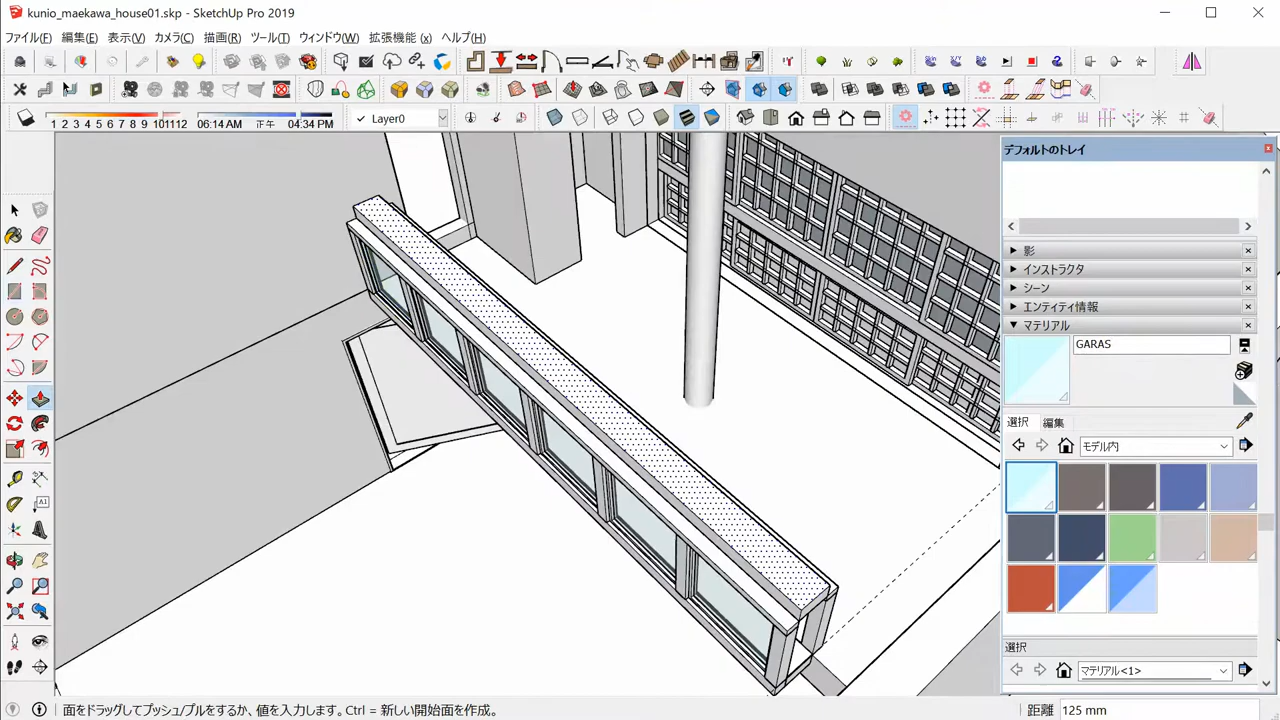 kunio_maekawa_house01.skp - SketchUp Pro 2019
ファイル(F) 編集(E) 表示(V) カメラ(C) 描画(R) ツール(T) ウィンドウ(W) 拡張機能 (x) ヘルプ(H)
1 2 3 4 5 6 7 8 9 101112 06:14 AM 正午 04:34 PM Layer0
デフォルトのトレイ
影
インストラクタ
シーン
エンティティ情報
マテリアル
GARAS
選択 編集
モデル内
選択
マテリアル<1>
面をドラッグしてプッシュ/プルをするか、値を入力します。Ctrl = 新しい開始面を作成。 距離 125 mm